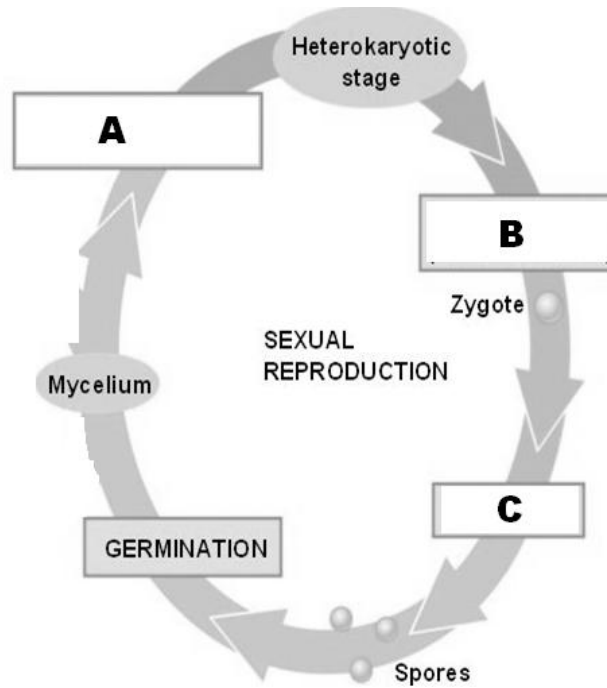 Heterokaryotic
stage
A
B
Zygote
SEXUAL
REPRODUCTION
Mycelium
C
GERMINATION
Spores